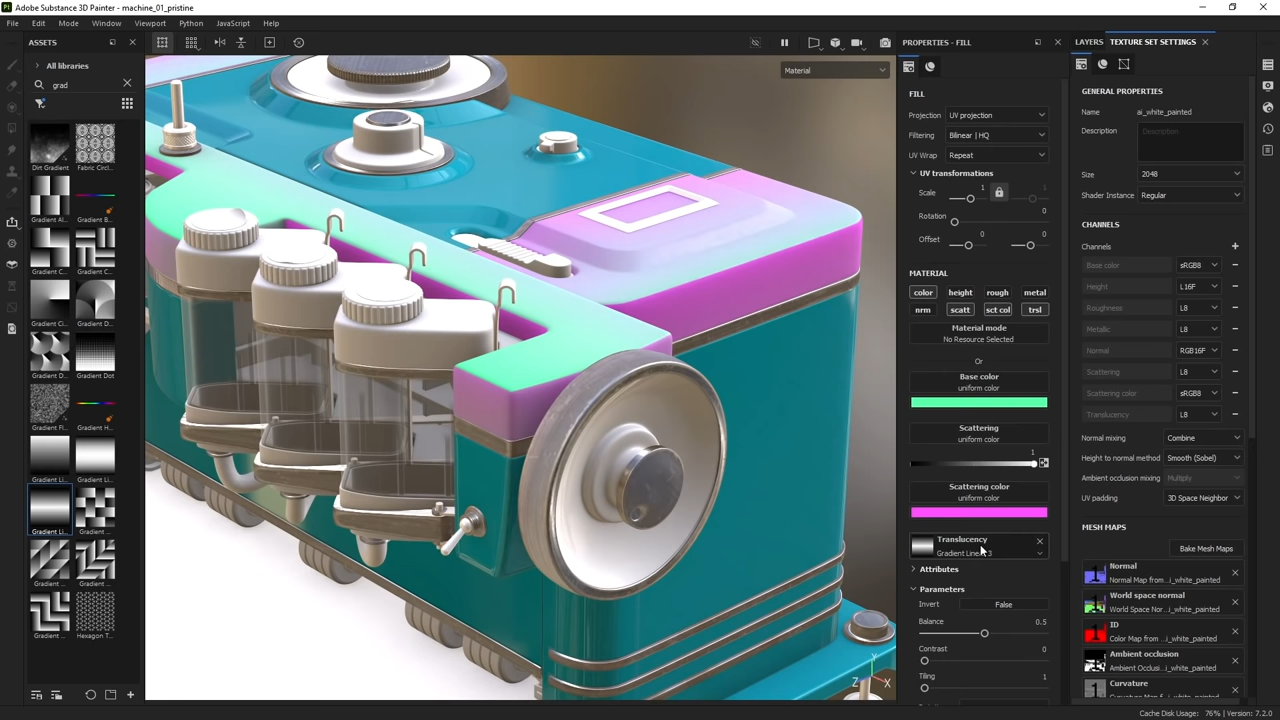 Adobe Substance 3D Painter - machine_01_pristine
File Edit Mode Window Viewport Python JavaScript Help
ASSETS
All libraries
grad
Dirt Gradient Fabric Circl...
Gradient Al... Gradient B...
Gradient C... Gradient C...
Gradient Ci... Gradient D...
Gradient D... Gradient Dot
Gradient Fl... Gradient H...
Gradient Li... Gradient Li...
Gradient Li... Gradient ...
Gradient ... Gradient ...
Gradient ... Hexagon T...
Material
PROPERTIES - FILL
FILL
Projection UV projection
Filtering Bilinear | HQ
UV Wrap Repeat
UV transformations
Scale 1 1
Rotation 0
Offset 0 0
MATERIAL
color height rough metal
nrm scatt sct col trsl
Material mode
No Resource Selected
Or
Base color
uniform color
Scattering
uniform color
1
Scattering color
uniform color
Translucency
Gradient Linear 3
Attributes
Parameters
Invert False
Balance 0.5
Contrast 0
Tiling 1
LAYERS TEXTURE SET SETTINGS
GENERAL PROPERTIES
Name ai_white_painted
Description Description
Size 2048
Shader Instance Regular
CHANNELS
Channels
Base color sRGB8
Height L16F
Roughness L8
Metallic L8
Normal RGB16F
Scattering L8
Scattering color sRGB8
Translucency L8
Normal mixing Combine
Height to normal method Smooth (Sobel)
Ambient occlusion mixing Multiply
UV padding 3D Space Neighbor
MESH MAPS
Bake Mesh Maps
Normal
Normal Map from...i_white_painted
World space normal
World Space Nor...i_white_painted
ID
Color Map from ...i_white_painted
Ambient occlusion
Ambient Occlusi...i_white_painted
Curvature
Curvature Map f...i_white_painted
Y
Z X
Cache Disk Usage: 76% | Version: 7.2.0